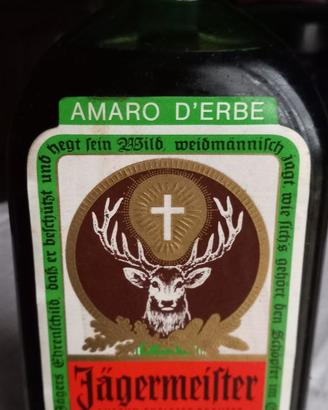 AMARO D'ERBE
Jägers Ehrenschild, daß er beschützt und hegt sein Wild, weidmännisch jagt, wie sich's gehört, den Schöpfer im G
Jägermeister